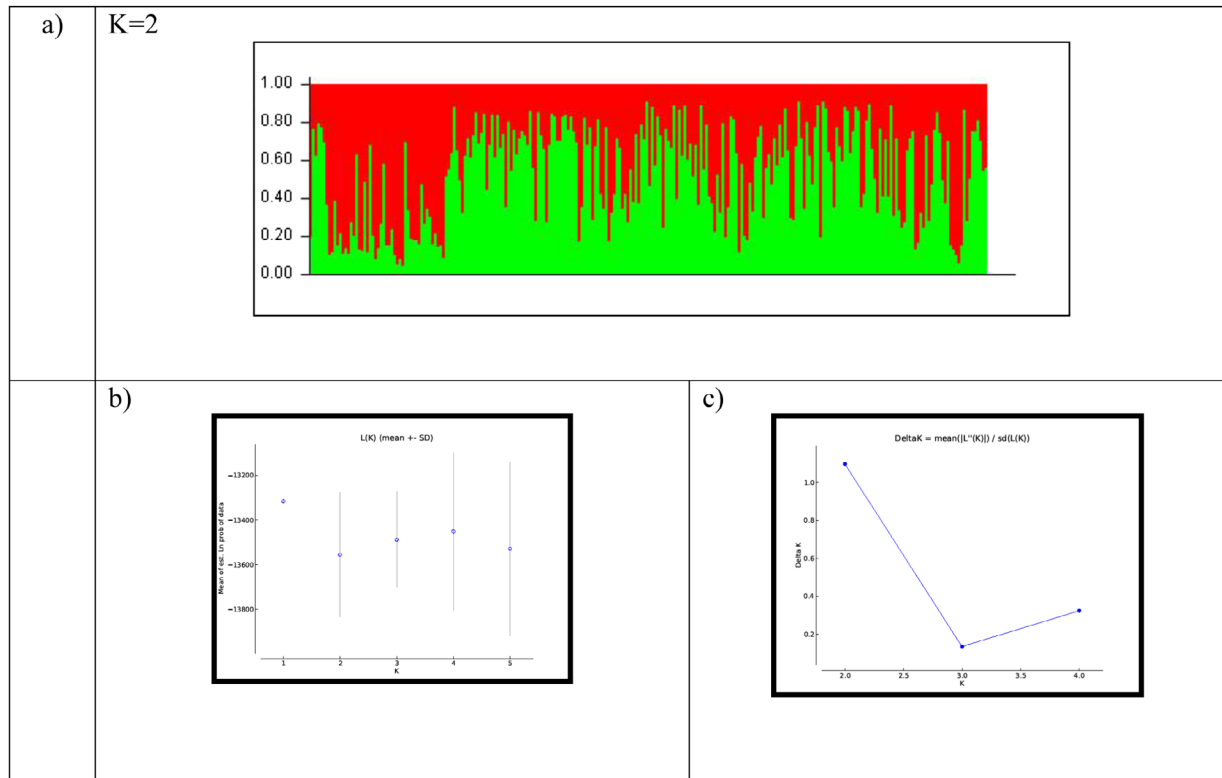 a)
K=2
1.00
0.80
0.60
0.40
0.20
0.00
b)
L(K) (mean +- SD)
Mean of est. Ln prob of data
−13200
−13400
−13600
−13800
1 2 3 4 5
K
c)
DeltaK = mean(|L"(K)|) / sd(L(K))
Delta K
1.0
0.8
0.6
0.4
0.2
2.0 2.5 3.0 3.5 4.0
K